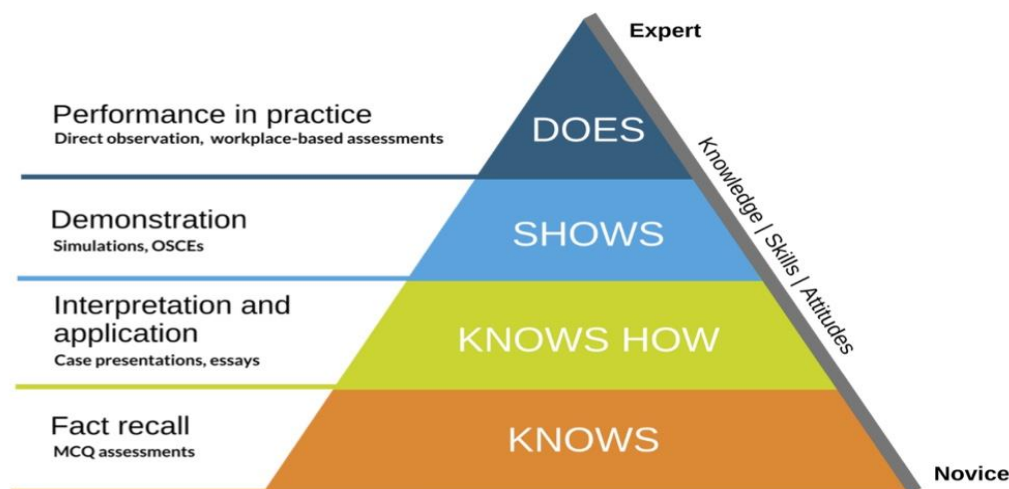 Expert
Performance in practice
Direct observation, workplace-based assessments
DOES
Knowledge | Skills | Attitudes
Demonstration
Simulations, OSCEs
SHOWS
Interpretation and
application
Case presentations, essays
KNOWS HOW
Fact recall
MCQ assessments
KNOWS
Novice